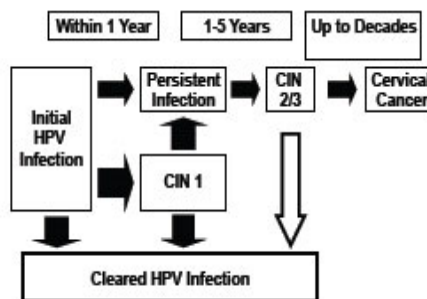 Within 1 Year
1-5 Years
Up to Decades
Initial
HPV
Infection
Persistent
Infection
CIN
2/3
Cervical
Cancer
CIN 1
Cleared HPV Infection